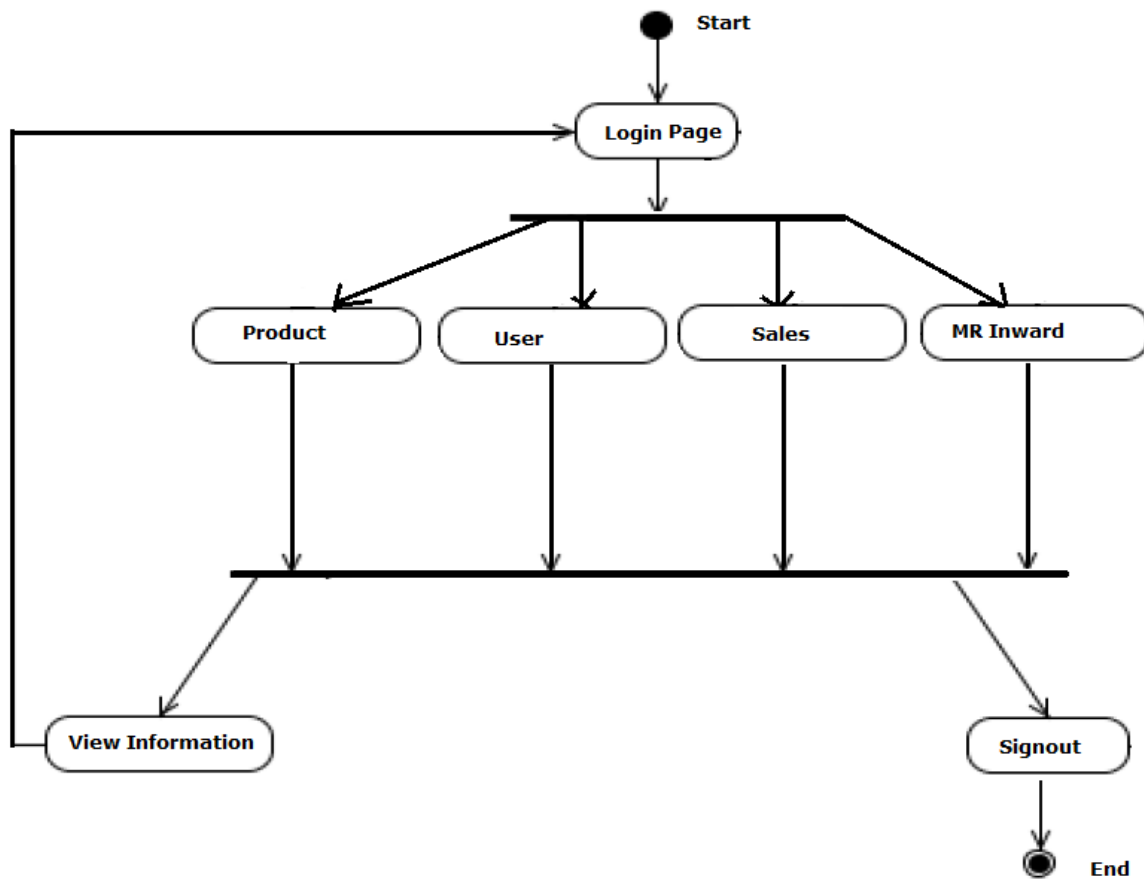 Start
Login Page
Product
User
Sales
MR Inward
View Information
Signout
End